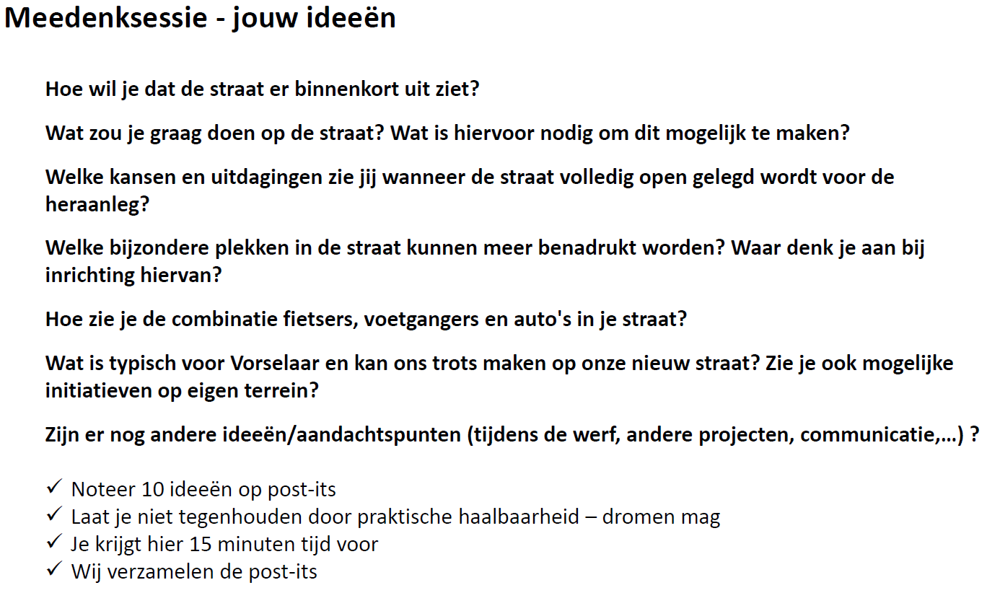 Meedenksessie - jouw ideeën
Hoe wil je dat de straat er binnenkort uit ziet?
Wat zou je graag doen op de straat? Wat is hiervoor nodig om dit mogelijk te maken?
Welke kansen en uitdagingen zie jij wanneer de straat volledig open gelegd wordt voor de
heraanleg?
Welke bijzondere plekken in de straat kunnen meer benadrukt worden? Waar denk je aan bij
inrichting hiervan?
Hoe zie je de combinatie fietsers, voetgangers en auto's in je straat?
Wat is typisch voor Vorselaar en kan ons trots maken op onze nieuw straat? Zie je ook mogelijke
initiatieven op eigen terrein?
Zijn er nog andere ideeën/aandachtspunten (tijdens de werf, andere projecten, communicatie,...) ?
✓ Noteer 10 ideeën op post-its
✓ Laat je niet tegenhouden door praktische haalbaarheid – dromen mag
✓ Je krijgt hier 15 minuten tijd voor
✓ Wij verzamelen de post-its